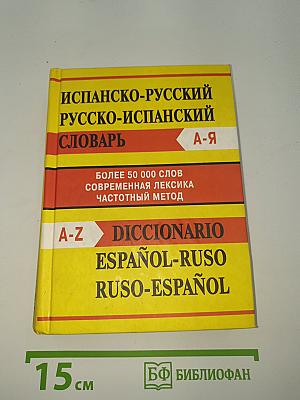 ИСПАНСКО-РУССКИЙ
РУССКО-ИСПАНСКИЙ
СЛОВАРЬ
А-Я
БОЛЕЕ 50 000 СЛОВ
СОВРЕМЕННАЯ ЛЕКСИКА
ЧАСТОТНЫЙ МЕТОД
A-Z
DICCIONARIO
ESPAÑOL-RUSO
RUSO-ESPAÑOL
15 см
БФ БИБЛИОФАН